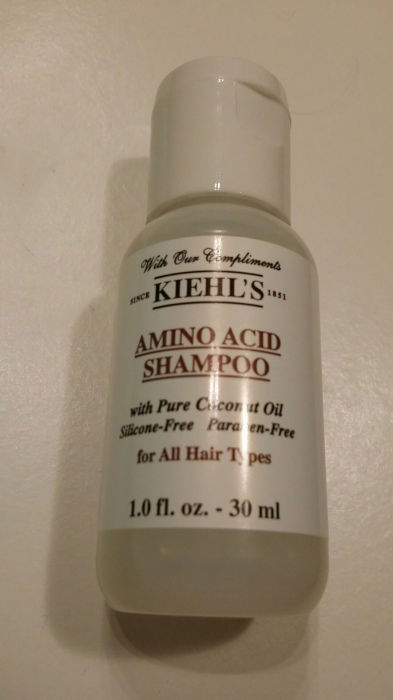 With Our Compliments
SINCE KIEHL'S 1851
AMINO ACID
SHAMPOO
with Pure Coconut Oil
Silicone-Free Paraben-Free
for All Hair Types
1.0 fl. oz. - 30 ml